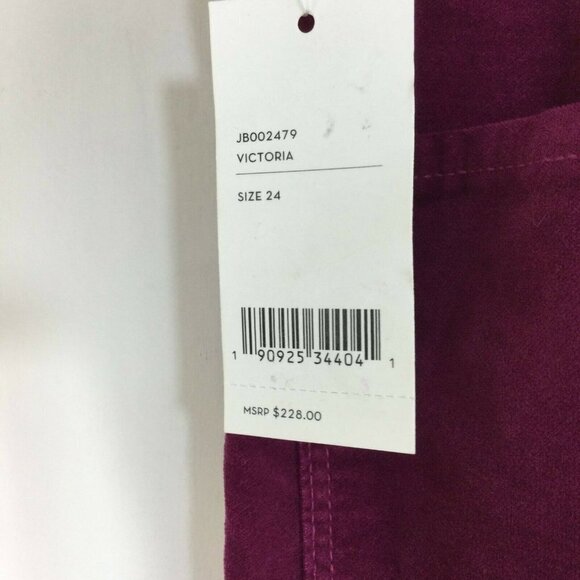 JB002479
VICTORIA
SIZE 24
1 90925 34404 1
MSRP $228.00